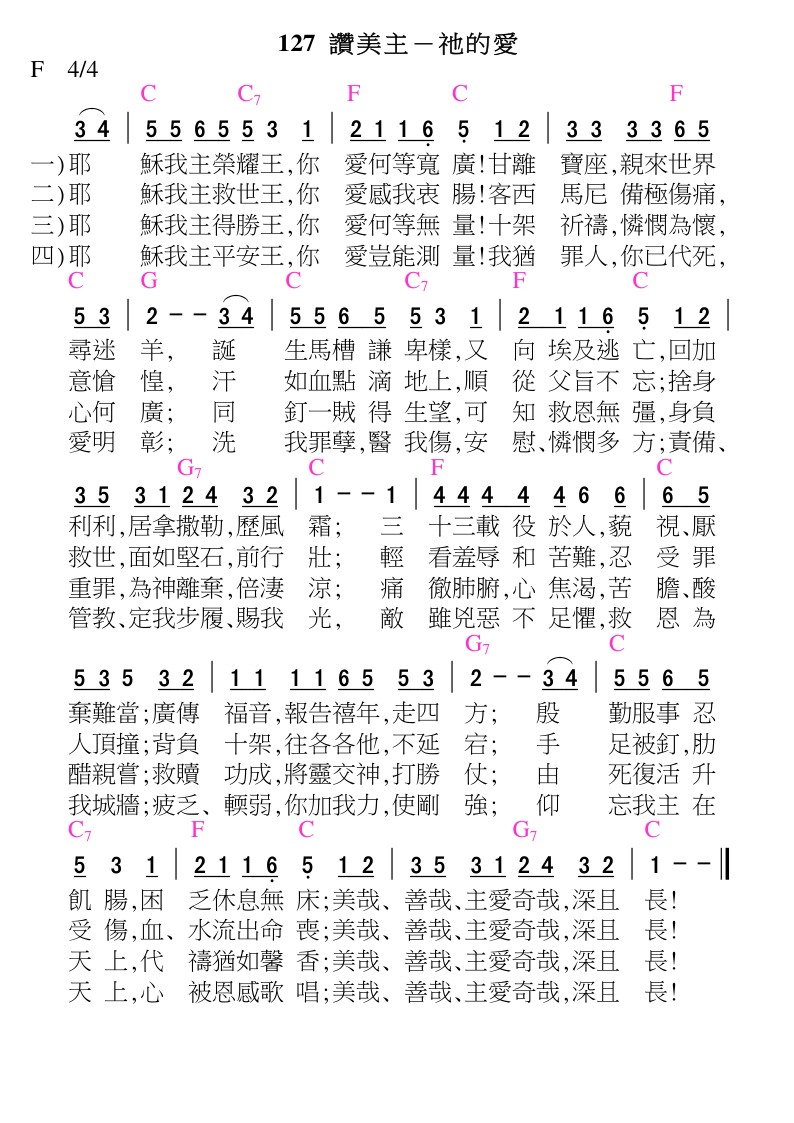 127 讚美主－祂的愛
F 4/4
C C7 F C F
3 4 | 5 5 6 5 5 3 1 | 2 1 1 6 5 1 2 | 3 3 3 3 6 5
一)耶 穌我主榮耀王,你 愛何等寬 廣!甘離 寶座,親來世界
二)耶 穌我主救世王,你 愛感我衷 腸!客西 馬尼 備極傷痛,
三)耶 穌我主得勝王,你 愛何等無 量!十架 祈禱,憐憫為懷,
四)耶 穌我主平安王,你 愛豈能測 量!我猶 罪人,你已代死,
C G C C7 F C
5 3 | 2 － － 3 4 | 5 5 6 5 5 3 1 | 2 1 1 6 5 1 2 |
尋迷 羊, 誕 生馬槽 謙 卑樣,又 向 埃及逃 亡,回加
意愴 惶, 汗 如血點 滴 地上,順 從 父旨不 忘;捨身
心何 廣; 同 釘一賊 得 生望,可 知 救恩無 彊,身負
愛明 彰; 洗 我罪孽,醫 我傷,安 慰、憐憫多 方;責備、
G7 C F C
3 5 3 1 2 4 3 2 | 1 － － 1 | 4 4 4 4 4 6 6 | 6 5
利利,居拿撒勒,歷風 霜; 三 十三載 役 於人,藐 視、厭
救世,面如堅石,前行 壯; 輕 看羞辱 和 苦難,忍 受 罪
重罪,為神離棄,倍淒 涼; 痛 徹肺腑,心 焦渴,苦 膽、酸
管教、定我步履、賜我 光, 敵 雖兇惡 不 足懼,救 恩 為
G7 C
5 3 5 3 2 | 1 1 1 1 6 5 5 3 | 2 － － 3 4 | 5 5 6 5
棄難當;廣傳 福音,報告禧年,走四 方; 殷 勤服事 忍
人頂撞;背負 十架,往各各他,不延 宕; 手 足被釘,肋
醋親嘗;救贖 功成,將靈交神,打勝 仗; 由 死復活 升
我城牆;疲乏、 輭弱,你加我力,使剛 強; 仰 忘我主 在
C7 F C G7 C
5 3 1 | 2 1 1 6 5 1 2 | 3 5 3 1 2 4 3 2 | 1 － －
飢 腸,困 乏休息無 床;美哉、 善哉、主愛奇哉,深且 長!
受 傷,血、 水流出命 喪;美哉、 善哉、主愛奇哉,深且 長!
天 上,代 禱猶如馨 香;美哉、 善哉、主愛奇哉,深且 長!
天 上,心 被恩感歌 唱;美哉、 善哉、主愛奇哉,深且 長!